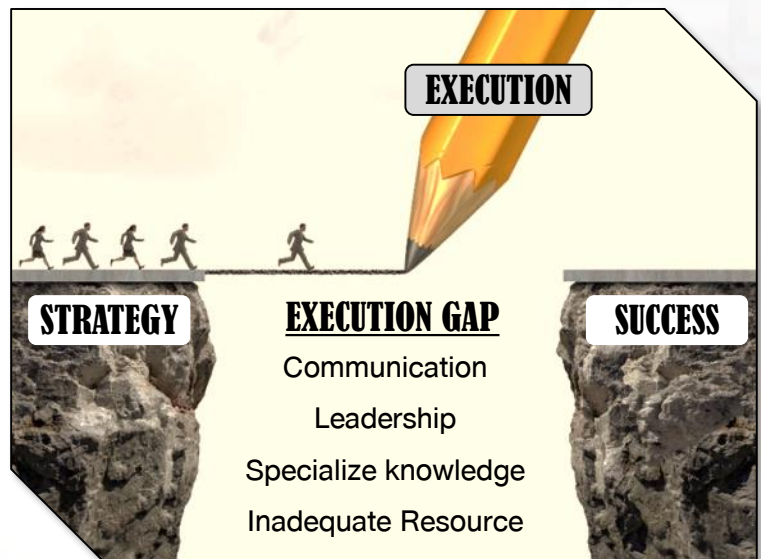 EXECUTION
STRATEGY
EXECUTION GAP
SUCCESS
Communication
Leadership
Specialize knowledge
Inadequate Resource